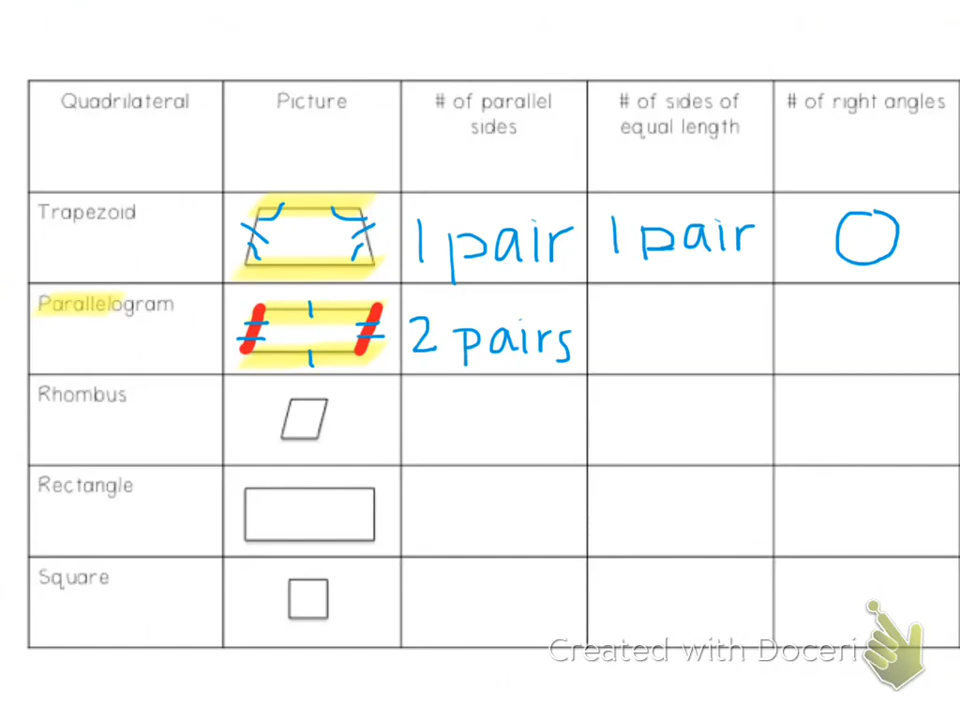 Quadrilateral
Picture
# of parallel
sides
# of sides of
equal length
# of right angles
Trapezoid
1 pair
1 pair
0
Parallelogram
2 pairs
Rhombus
Rectangle
Square
Created with Doceri